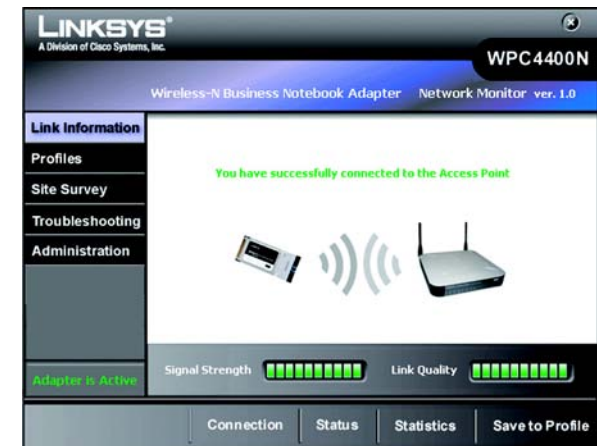 LINKSYS®
A Division of Cisco Systems, Inc.
WPC4400N
Wireless-N Business Notebook Adapter Network Monitor ver. 1.0
Link Information
Profiles
Site Survey
Troubleshooting
Administration
You have successfully connected to the Access Point
Adapter is Active
Signal Strength Link Quality
Connection Status Statistics Save to Profile